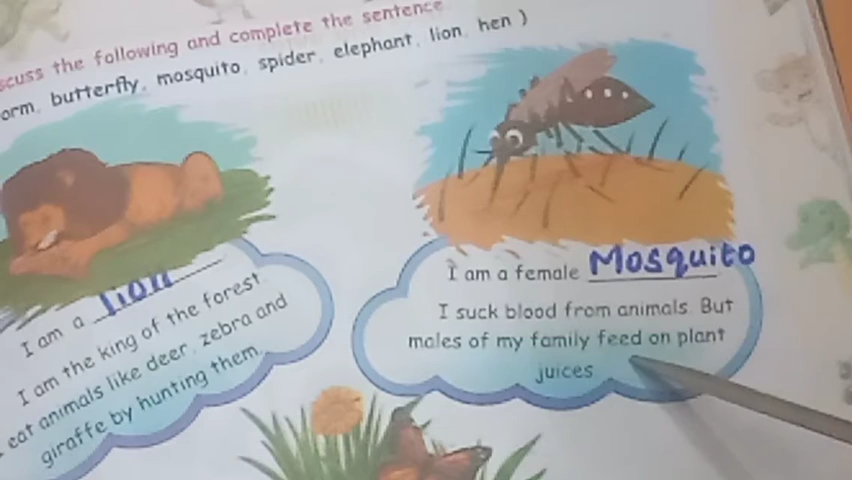 the following and complete the sentence
butterfly, mosquito, spider, elephant, lion, hen )
I am a lion
I am the king of the forest.
eat animals like deer, zebra and
giraffe by hunting them.
I am a female Mosquito
I suck blood from animals. But
males of my family feed on plant
juices